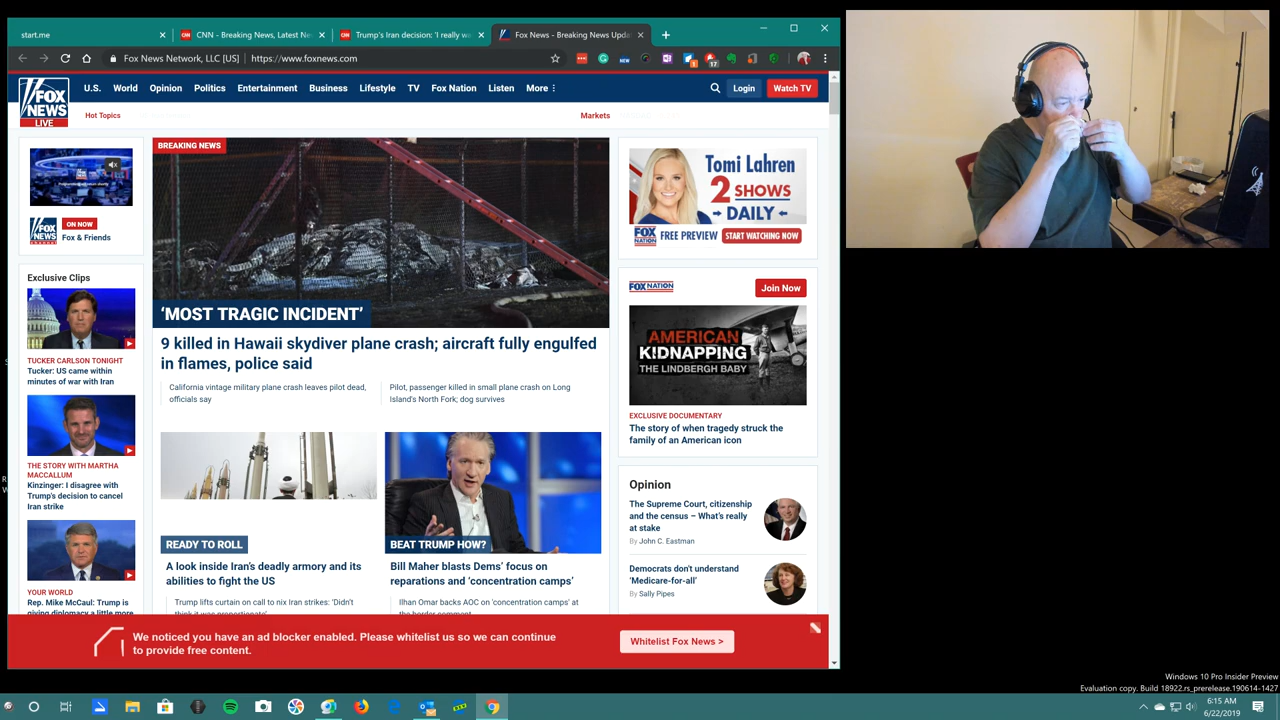 start.me
CNN - Breaking News, Latest Ne
Trump's Iran decision: 'I really wa
Fox News - Breaking News Upda
Fox News Network, LLC [US] | https://www.foxnews.com
FOX
NEWS
LIVE
U.S. World Opinion Politics Entertainment Business Lifestyle TV Fox Nation Listen More
Login
Watch TV
Hot Topics
Markets
ON NOW
Fox & Friends
Exclusive Clips
TUCKER CARLSON TONIGHT
Tucker: US came within
minutes of war with Iran
THE STORY WITH MARTHA
MACCALLUM
Kinzinger: I disagree with
Trump's decision to cancel
Iran strike
YOUR WORLD
Rep. Mike McCaul: Trump is
giving diplomacy a little more
BREAKING NEWS
'MOST TRAGIC INCIDENT'
9 killed in Hawaii skydiver plane crash; aircraft fully engulfed
in flames, police said
California vintage military plane crash leaves pilot dead,
officials say
Pilot, passenger killed in small plane crash on Long
Island's North Fork; dog survives
READY TO ROLL
A look inside Iran's deadly armory and its
abilities to fight the US
Trump lifts curtain on call to nix Iran strikes: 'Didn't
think it was proportionate'
BEAT TRUMP HOW?
Bill Maher blasts Dems' focus on
reparations and 'concentration camps'
Ilhan Omar backs AOC on 'concentration camps' at
the border comment
Tomi Lahren
2 SHOWS
DAILY
FOX
NATION
FREE PREVIEW
START WATCHING NOW
FOX NATION
Join Now
AMERICAN
KIDNAPPING
THE LINDBERGH BABY
EXCLUSIVE DOCUMENTARY
The story of when tragedy struck the
family of an American icon
Opinion
The Supreme Court, citizenship
and the census – What's really
at stake
By John C. Eastman
Democrats don't understand
'Medicare-for-all'
By Sally Pipes
We noticed you have an ad blocker enabled. Please whitelist us so we can continue
to provide free content.
Whitelist Fox News >
Windows 10 Pro Insider Preview
Evaluation copy. Build 18922.rs_prerelease.190614-1427
6:15 AM
6/22/2019